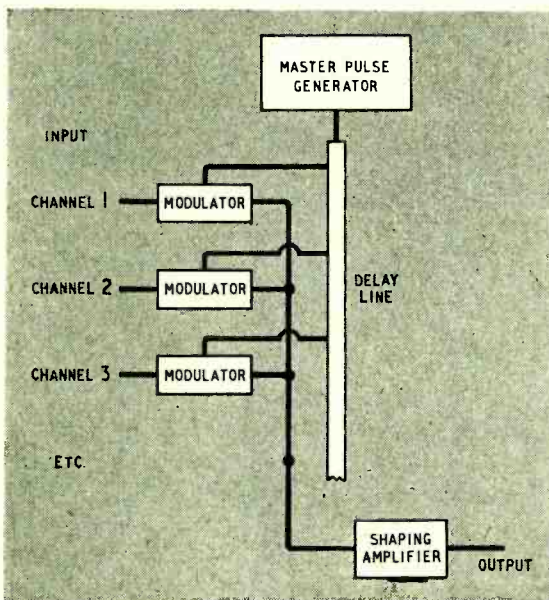 MASTER PULSE
GENERATOR
INPUT
CHANNEL 1
MODULATOR
CHANNEL 2
MODULATOR
DELAY
LINE
CHANNEL 3
MODULATOR
ETC.
SHAPING
AMPLIFIER
OUTPUT